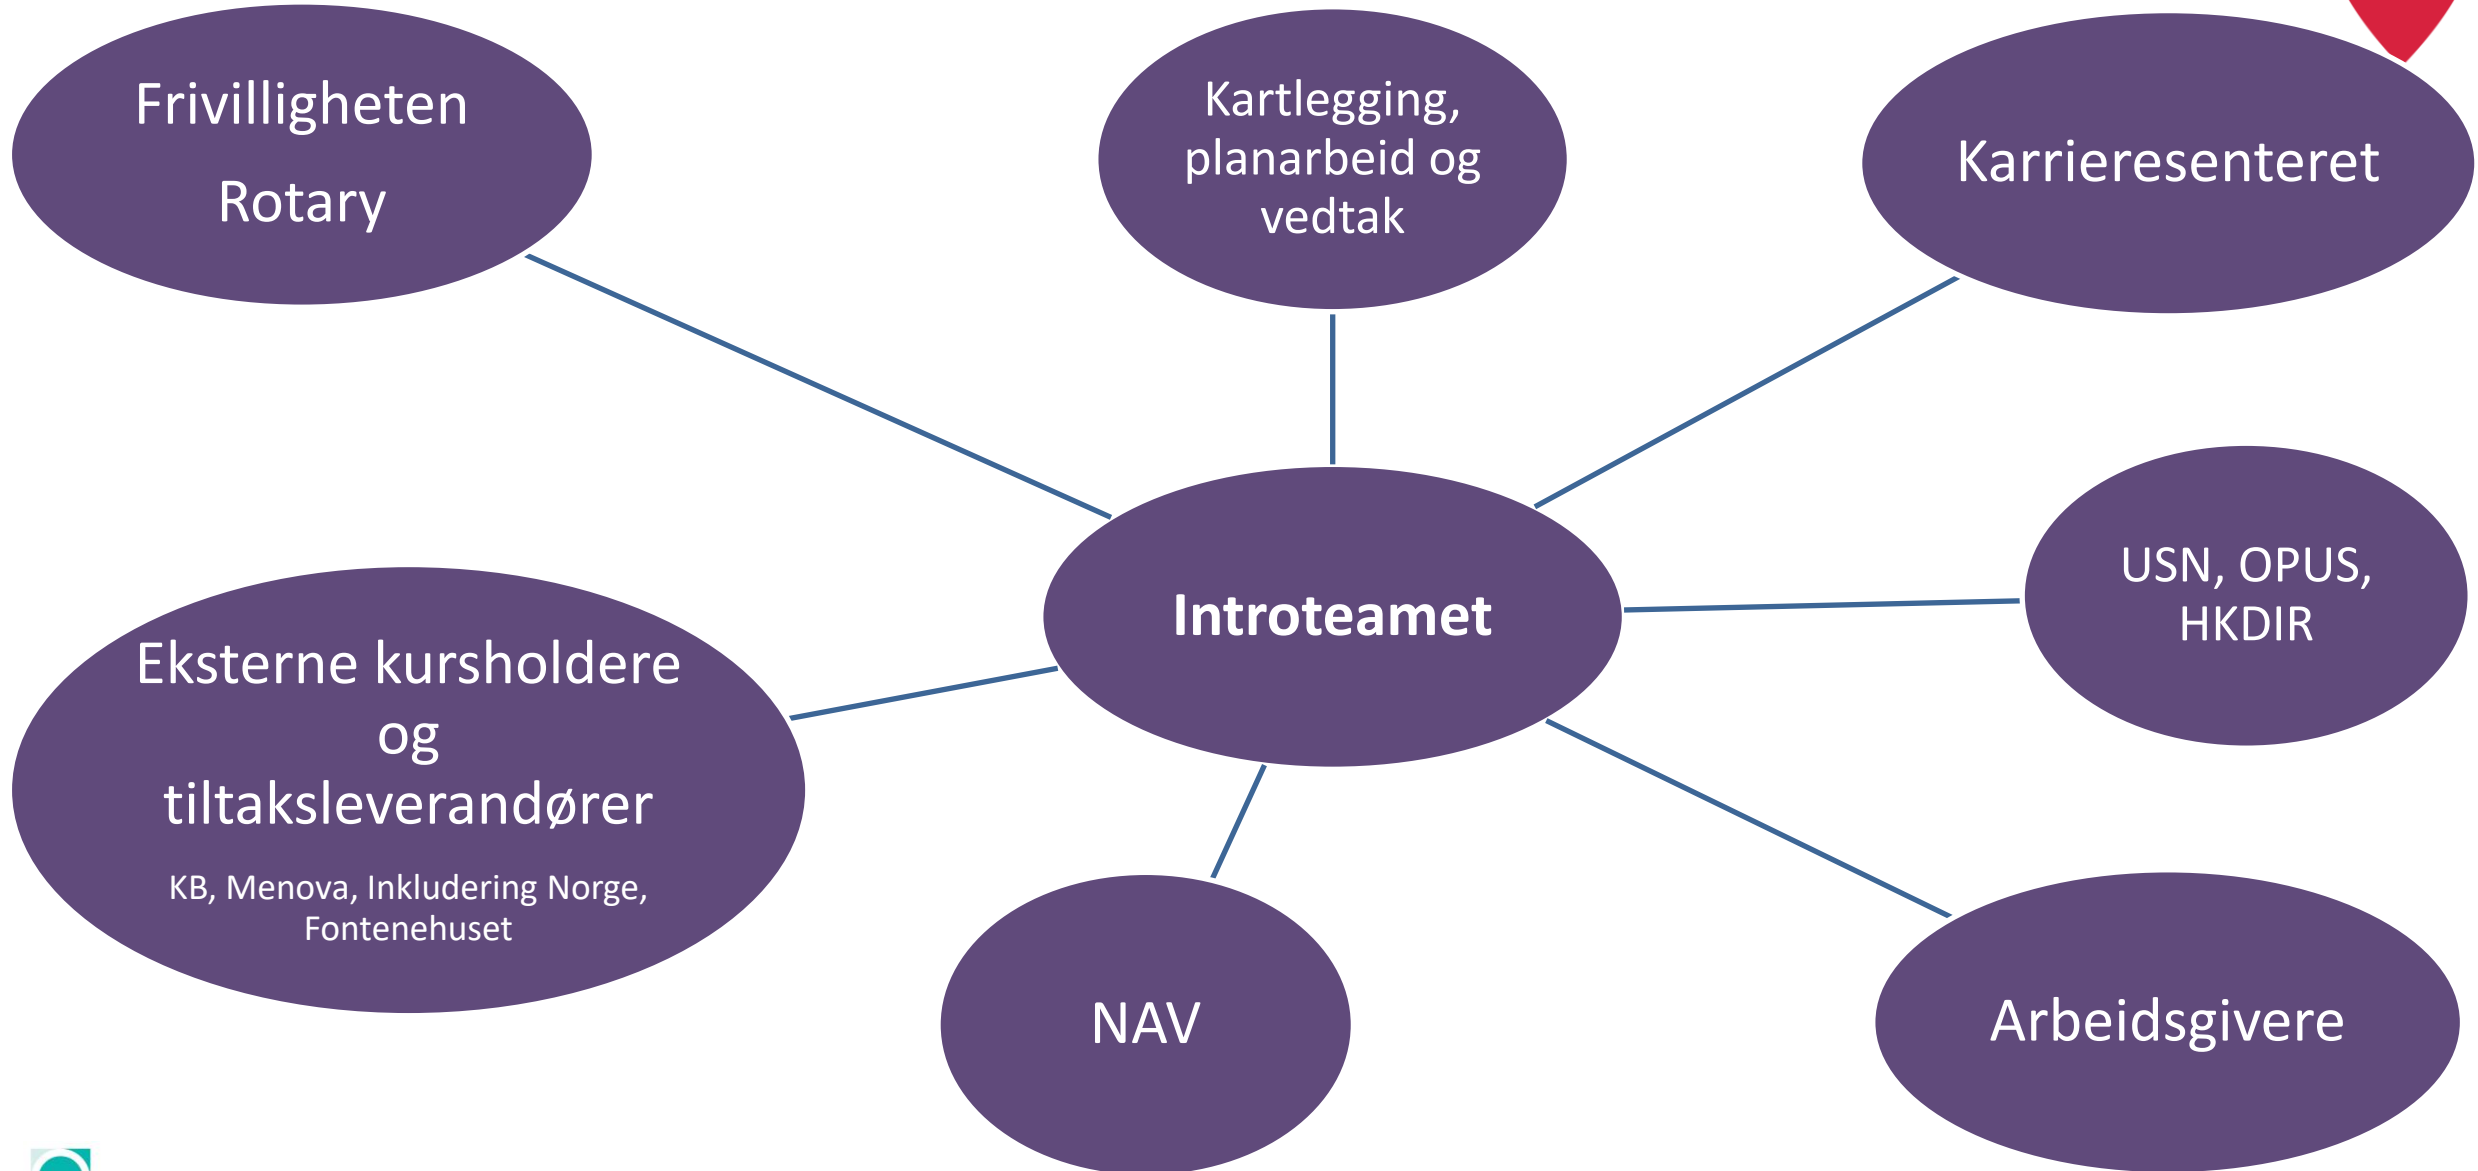 Frivilligheten
Rotary
Kartlegging,
planarbeid og
vedtak
Karrieresenteret
Introteamet
USN, OPUS,
HKDIR
Eksterne kursholdere
og
tiltaksleverandører
KB, Menova, Inkludering Norge,
Fontenehuset
NAV
Arbeidsgivere